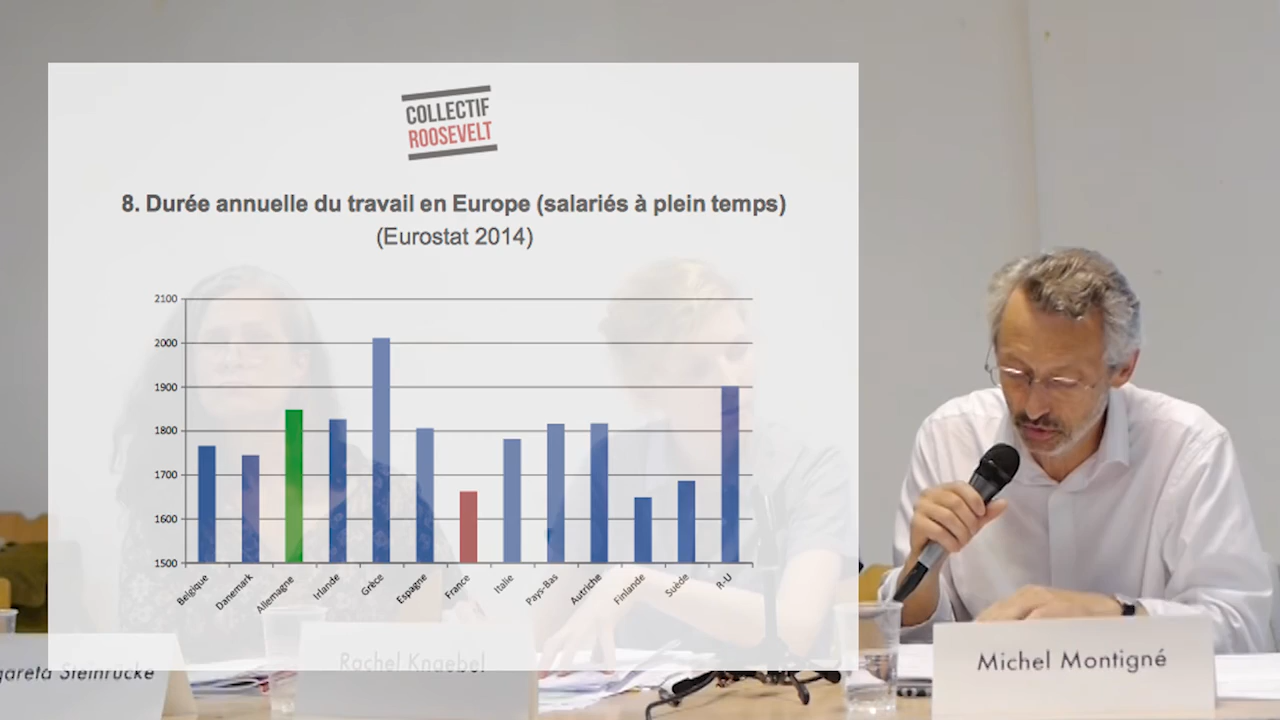 COLLECTIF
ROOSEVELT
8. Durée annuelle du travail en Europe (salariés à plein temps)
(Eurostat 2014)
2100
2000
1900
1800
1700
1600
1500
Belgique
Danemark
Allemagne
Irlande
Grèce
Espagne
France
Italie
Pays-Bas
Autriche
Finlande
Suède
R-U
gareta Steinrücke
Rachel Knaebel
Michel Montigné